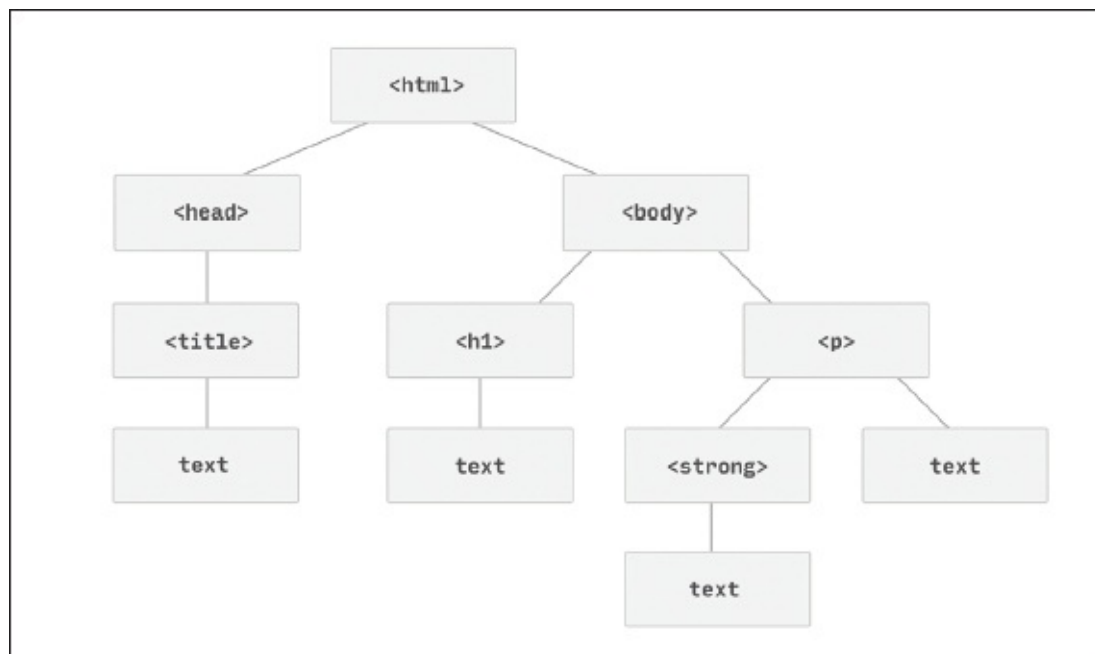 <html>
<head>
<body>
<title>
<h1>
<p>
text
text
<strong>
text
text